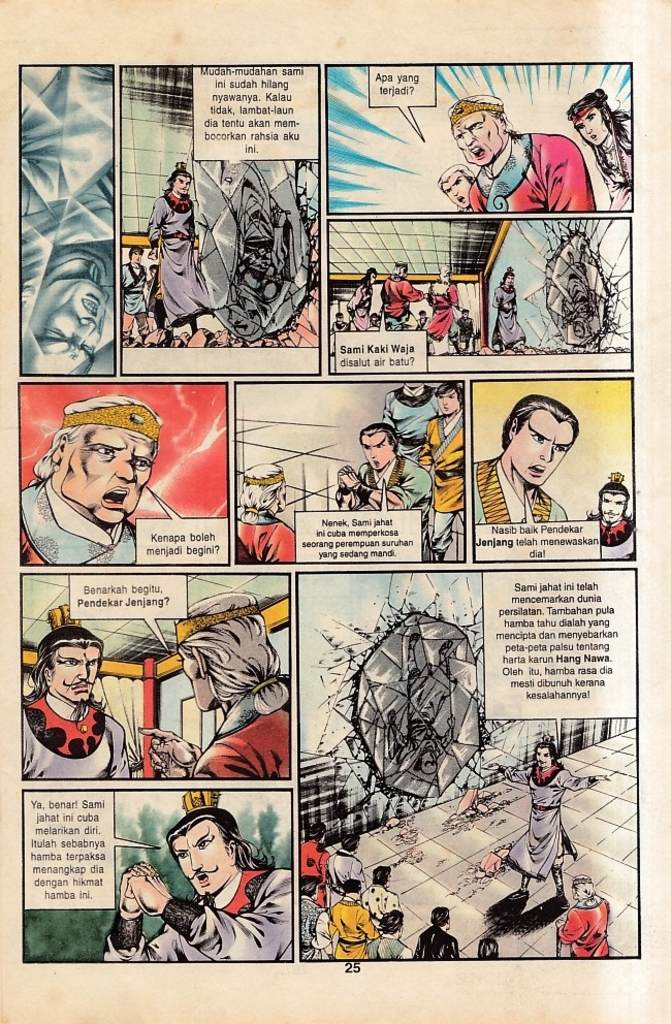 Mudah-mudahan sami
ini sudah hilang
nyawanya. Kalau
tidak, lambat-laun
dia tentu akan mem-
bocorkan rahsia aku
ini.
Apa yang
terjadi?
Sami Kaki Waja
disalut air batu?
Kenapa boleh
menjadi begini?
Nenek, Sami jahat
ini cuba memperkosa
seorang perempuan suruhan
yang sedang mandi.
Nasib baik Pendekar
Jenjang telah menewaskan
dia!
Benarkah begitu,
Pendekar Jenjang?
Sami jahat ini telah
mencemarkan dunia
persilatan. Tambahan pula
hamba tahu dialah yang
mencipta dan menyebarkan
peta-peta palsu tentang
harta karun Hang Nawa.
Oleh itu, hamba rasa dia
mesti dibunuh kerana
kesalahannya!
Ya, benar! Sami
jahat ini cuba
melarikan diri.
Itulah sebabnya
hamba terpaksa
menangkap dia
dengan hikmat
hamba ini.
25